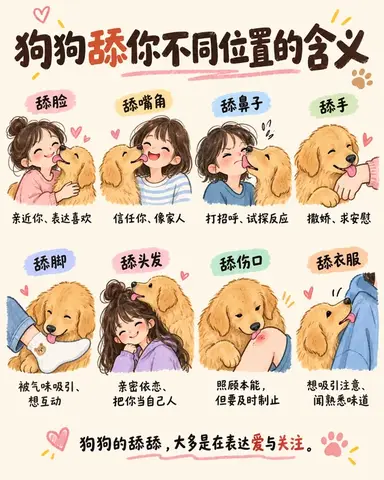 狗狗舔你不同位置的含义
舔脸
舔嘴角
舔鼻子
舔手
亲近你、表达喜欢
信任你、像家人
打招呼、试探反应
撒娇、求安慰
舔脚
舔头发
舔伤口
舔衣服
被气味吸引、
想互动
亲密依恋、
把你当自己人
照顾本能，
但要及时制止
想吸引注意、
闻熟悉味道
狗狗的舔舔，大多是在表达爱与关注。